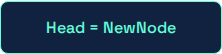 Head = NewNode